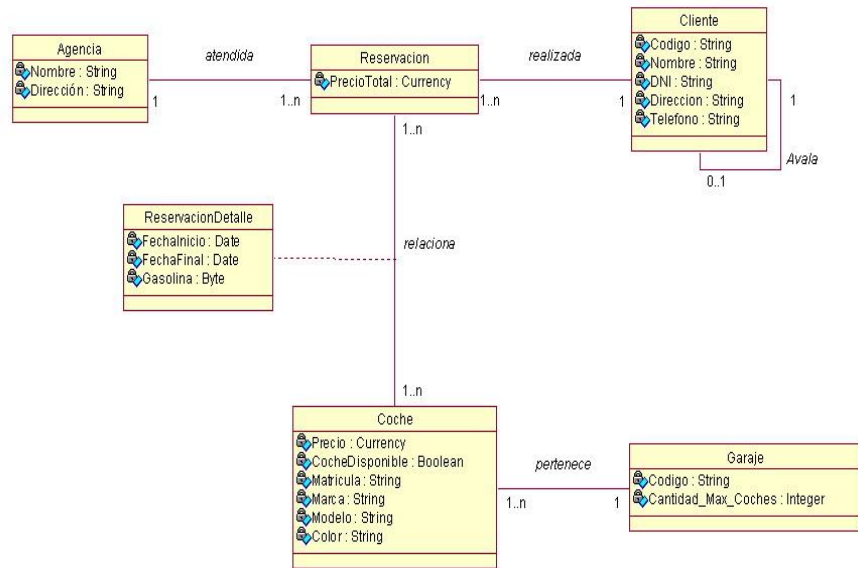 Agencia
Nombre : String
Dirección : String
atendida
1
1..n
Reservacion
PrecioTotal : Currency
realizada
1..n
1
Cliente
Codigo : String
Nombre : String
DNI : String
Direccion : String
Telefono : String
1
0..1
Avala
1..n
ReservacionDetalle
FechaInicio : Date
FechaFinal : Date
Gasolina : Byte
relaciona
1..n
Coche
Precio : Currency
CocheDisponible : Boolean
Matricula : String
Marca : String
Modelo : String
Color : String
pertenece
1..n
1
Garaje
Codigo : String
Cantidad_Max_Coches : Integer